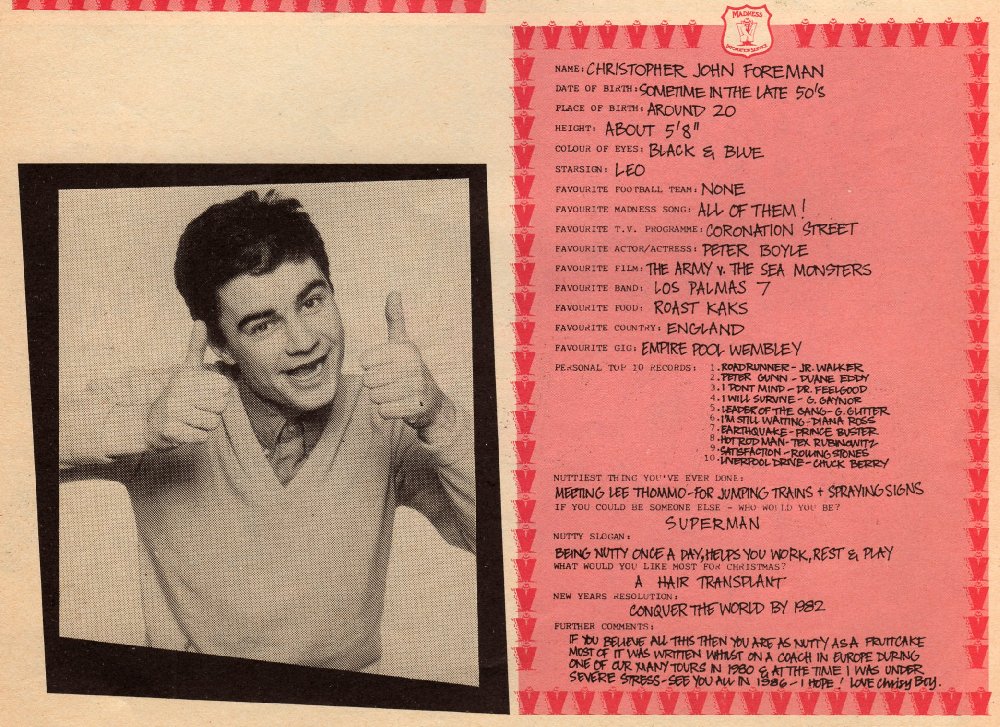 MADNESS
INFORMATION SERVICE
NAME: CHRISTOPHER JOHN FOREMAN
DATE OF BIRTH: SOMETIME IN THE LATE 50'S
PLACE OF BIRTH: AROUND 20
HEIGHT: ABOUT 5'8"
COLOUR OF EYES: BLACK & BLUE
STARSIGN: LEO
FAVOURITE FOOTBALL TEAM: NONE
FAVOURITE MADNESS SONG: ALL OF THEM!
FAVOURITE T.V. PROGRAMME: CORONATION STREET
FAVOURITE ACTOR/ACTRESS: PETER BOYLE
FAVOURITE FILM: THE ARMY v. THE SEA MONSTERS
FAVOURITE BAND: LOS PALMAS 7
FAVOURITE FOOD: ROAST KAKS
FAVOURITE COUNTRY: ENGLAND
FAVOURITE GIG: EMPIRE POOL WEMBLEY
PERSONAL TOP 10 RECORDS: 1. ROADRUNNER - JR. WALKER
2. PETER GUNN - DUANE EDDY
3. I DONT MIND - DR. FEELGOOD
4. I WILL SURVIVE - G. GAYNOR
5. LEADER OF THE GANG - G. GLITTER
6. I'M STILL WAITING - DIANA ROSS
7. EARTHQUAKE - PRINCE BUSTER
8. HOT ROD MAN - TEX RUBINOWITZ
9. SATISFACTION - ROLLING STONES
10. LIVERPOOL DRIVE - CHUCK BERRY
NUTTIEST THING YOU'VE EVER DONE:
MEETING LEE THOMMO - FOR JUMPING TRAINS + SPRAYING SIGNS
IF YOU COULD BE SOMEONE ELSE - WHO WOULD YOU BE?
SUPERMAN
NUTTY SLOGAN:
BEING NUTTY ONCE A DAY, HELPS YOU WORK, REST & PLAY
WHAT WOULD YOU LIKE MOST FOR CHRISTMAS?
A HAIR TRANSPLANT
NEW YEARS RESOLUTION:
CONQUER THE WORLD BY 1982
FURTHER COMMENTS:
IF YOU BELIEVE ALL THIS THEN YOU ARE AS NUTTY AS A FRUITCAKE
MOST OF IT WAS WRITTEN WHILST ON A COACH IN EUROPE DURING
ONE OF OUR MANY TOURS IN 1980 & AT THE TIME I WAS UNDER
SEVERE STRESS - SEE YOU ALL IN 1986 - I HOPE! LOVE Chrissy Boy.